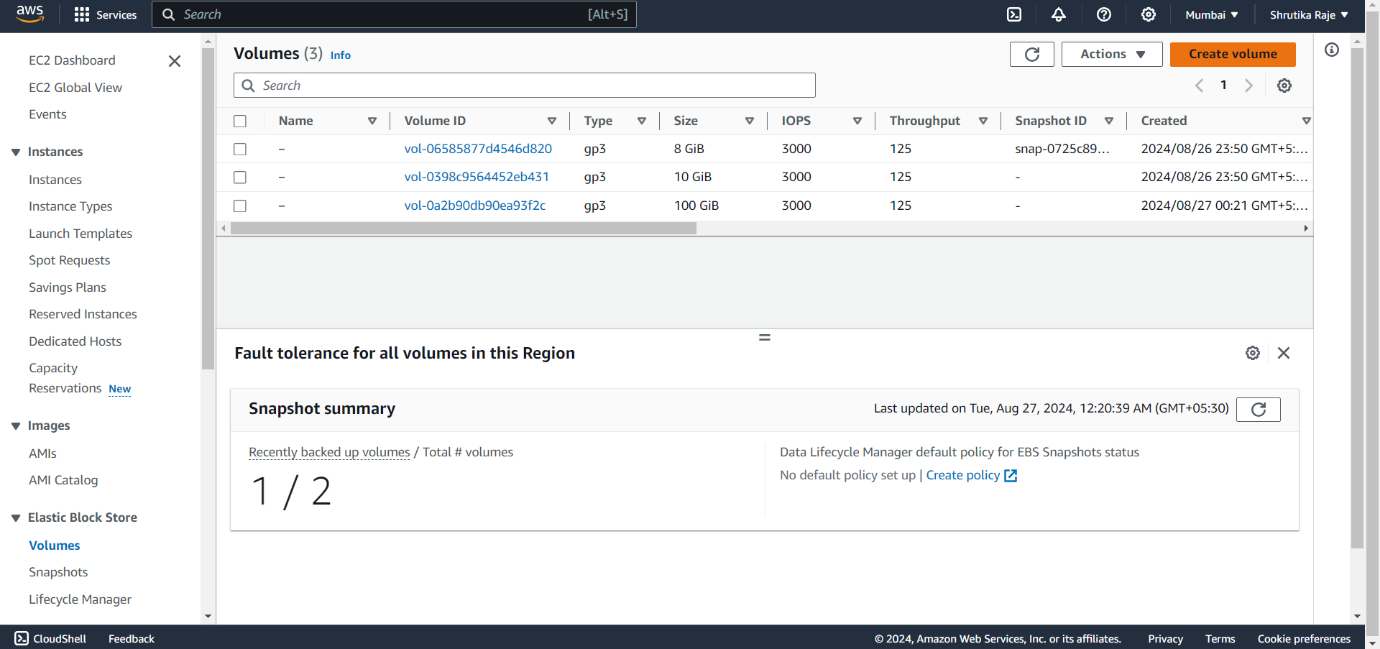 aws Services Search [Alt+S] Mumbai Shrutika Raje
EC2 Dashboard
EC2 Global View
Events
Instances
Instances
Instance Types
Launch Templates
Spot Requests
Savings Plans
Reserved Instances
Dedicated Hosts
Capacity
Reservations New
Images
AMIs
AMI Catalog
Elastic Block Store
Volumes
Snapshots
Lifecycle Manager
Volumes (3) Info
Actions Create volume
Search
1
Name Volume ID Type Size IOPS Throughput Snapshot ID Created
– vol-06585877d4546d820 gp3 8 GiB 3000 125 snap-0725c89... 2024/08/26 23:50 GMT+5:...
– vol-0398c9564452eb431 gp3 10 GiB 3000 125 - 2024/08/26 23:50 GMT+5:...
– vol-0a2b90db90ea93f2c gp3 100 GiB 3000 125 - 2024/08/27 00:21 GMT+5:...
Fault tolerance for all volumes in this Region
Snapshot summary
Last updated on Tue, Aug 27, 2024, 12:20:39 AM (GMT+05:30)
Recently backed up volumes / Total # volumes
1 / 2
Data Lifecycle Manager default policy for EBS Snapshots status
No default policy set up | Create policy
CloudShell Feedback © 2024, Amazon Web Services, Inc. or its affiliates. Privacy Terms Cookie preferences